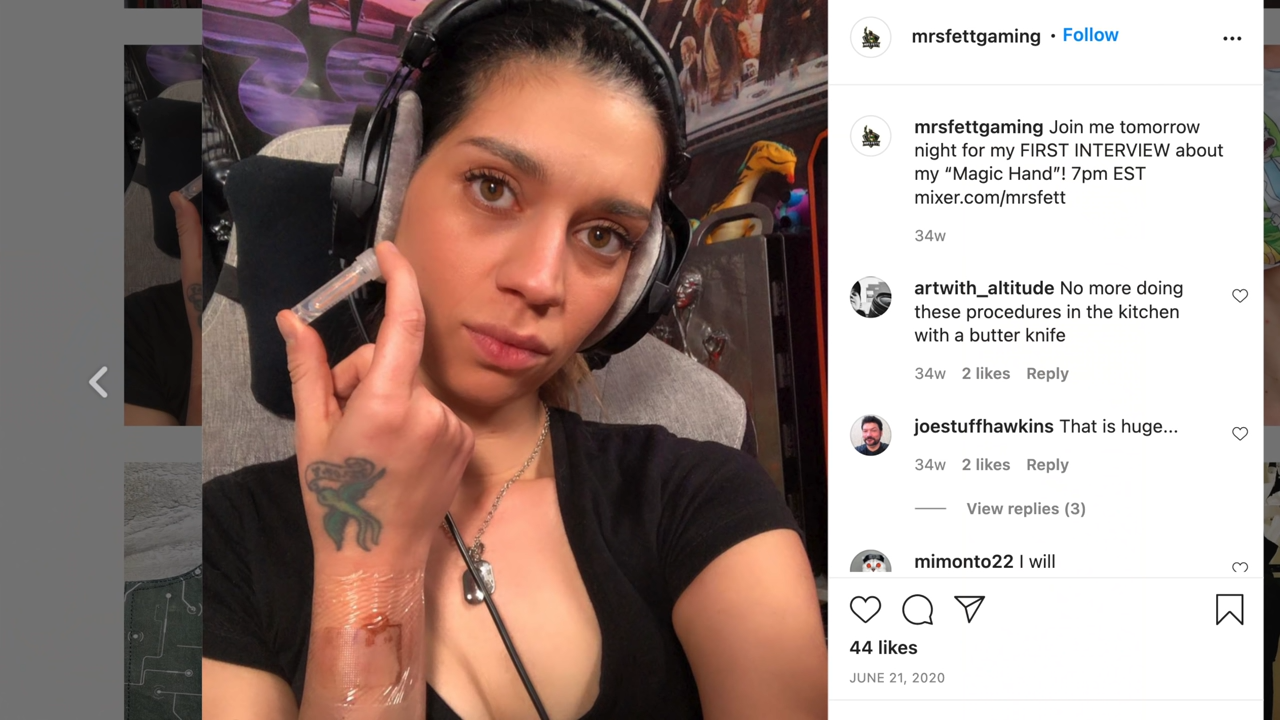 mrsfettgaming • Follow
mrsfettgaming Join me tomorrow
night for my FIRST INTERVIEW about
my “Magic Hand”! 7pm EST
mixer.com/mrsfett
34w
artwith_altitude No more doing
these procedures in the kitchen
with a butter knife
34w 2 likes Reply
joestuffhawkins That is huge...
34w 2 likes Reply
View replies (3)
mimonto22 I will
44 likes
JUNE 21, 2020